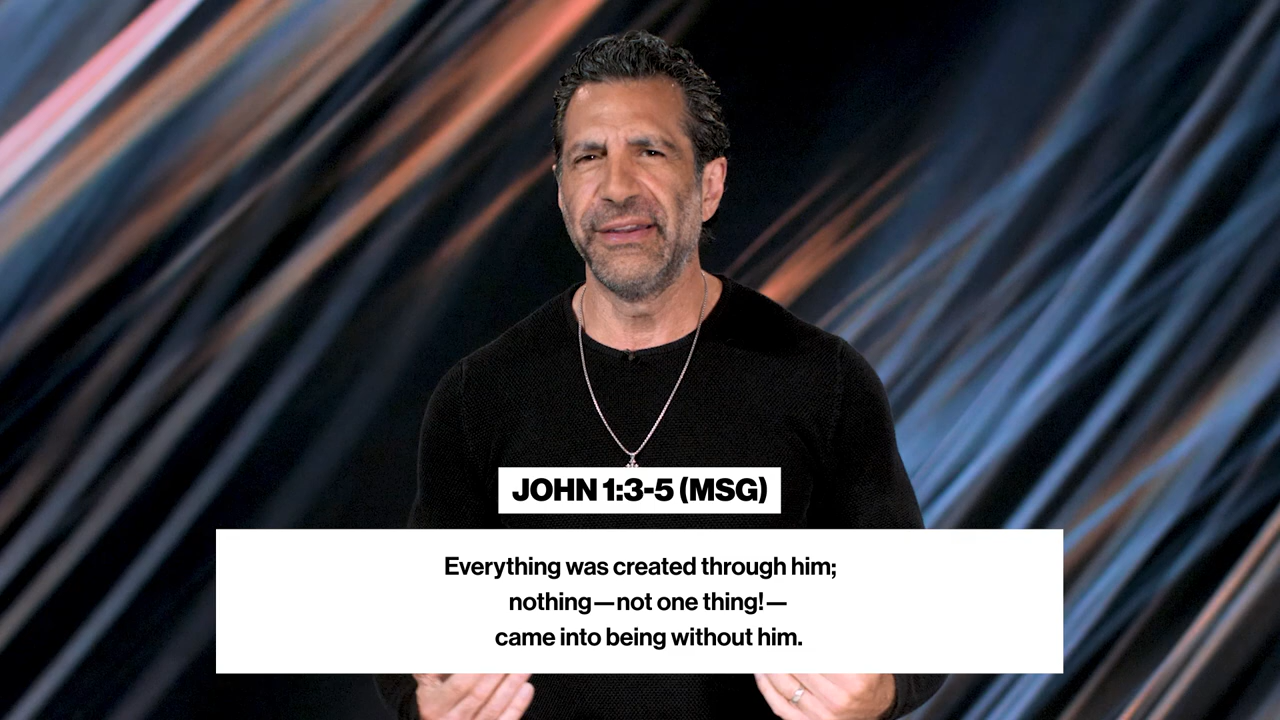 JOHN 1:3-5 (MSG)
Everything was created through him;
nothing—not one thing!—
came into being without him.